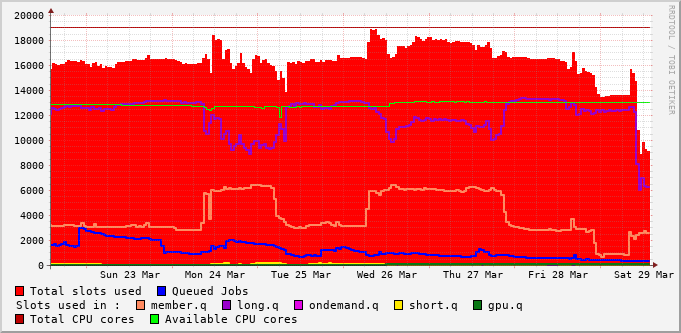 20000
18000
16000
14000
12000
10000
8000
6000
4000
2000
0
Sun 23 Mar Mon 24 Mar Tue 25 Mar Wed 26 Mar Thu 27 Mar Fri 28 Mar Sat 29 Mar
Total slots used Queued Jobs
Slots used in : member.q long.q ondemand.q short.q gpu.q
Total CPU cores Available CPU cores
RRDTOOL / TOBI OETIKER